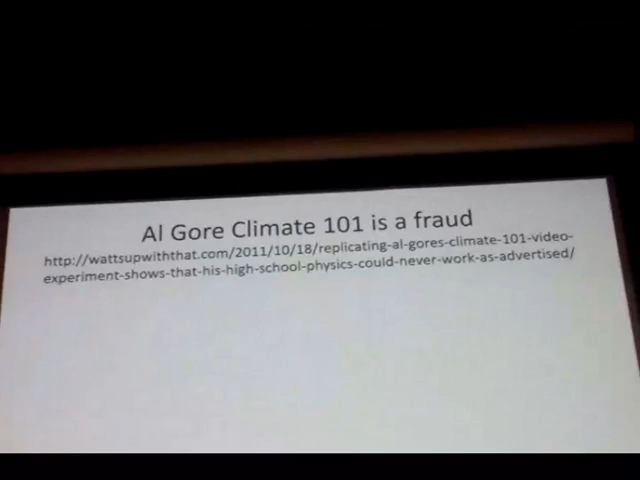 Al Gore Climate 101 is a fraud
http://wattsupwiththat.com/2011/10/18/replicating-al-gores-climate-101-video-
experiment-shows-that-his-high-school-physics-could-never-work-as-advertised/